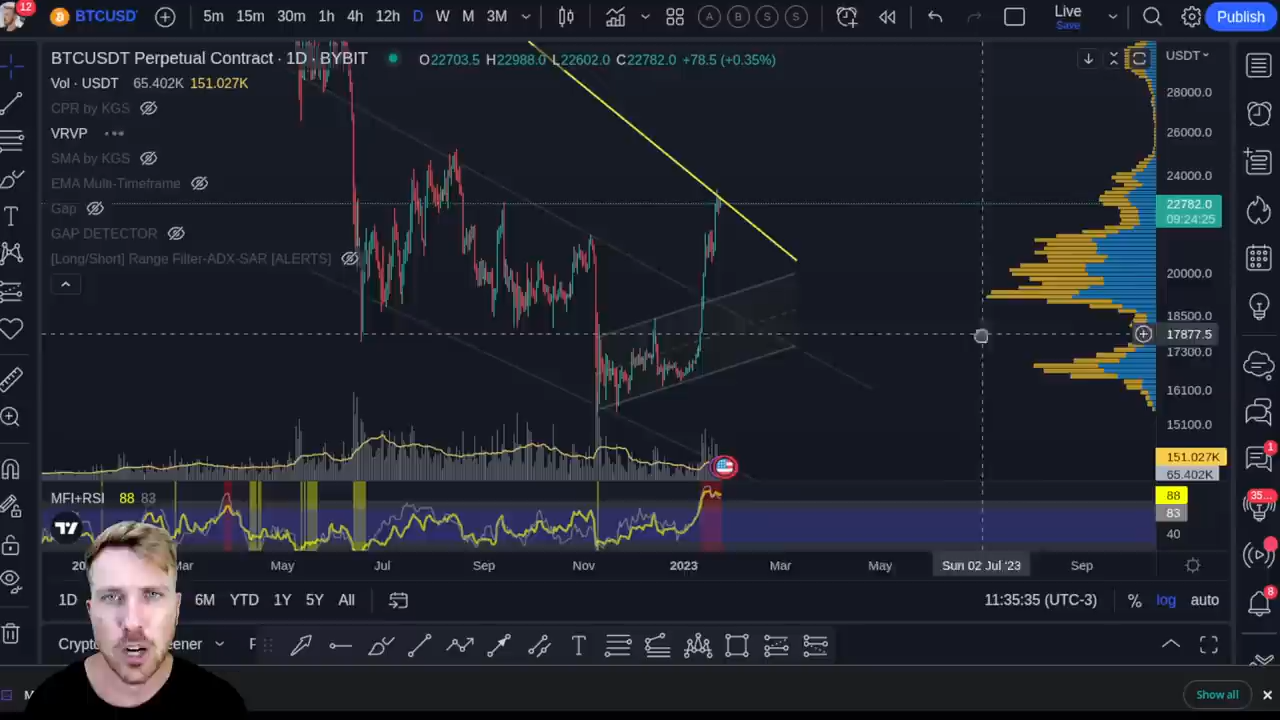 12
BTCUSD
5m 15m 30m 1h 4h 12h D W M 3M
A B S S
Live
Save
Publish
BTCUSDT Perpetual Contract · 1D · BYBIT
O22703.5 H22988.0 L22602.0 C22782.0 +78.5 (+0.35%)
USDT
Vol · USDT 65.402K 151.027K
CPR by KGS
VRVP
SMA by KGS
EMA Multi-Timeframe
Gap
GAP DETECTOR
[Long/Short] Range Filter-ADX-SAR [ALERTS]
28000.0
26000.0
24000.0
22782.0
09:24:25
20000.0
18500.0
17877.5
17300.0
16100.0
15100.0
151.027K
65.402K
1
MFI+RSI 88 83
88
83
40
35...
8
20 Mar May Jul Sep Nov 2023 Mar May Sun 02 Jul '23 Sep
1D 6M YTD 1Y 5Y All
11:35:35 (UTC-3) % log auto
T
Show all